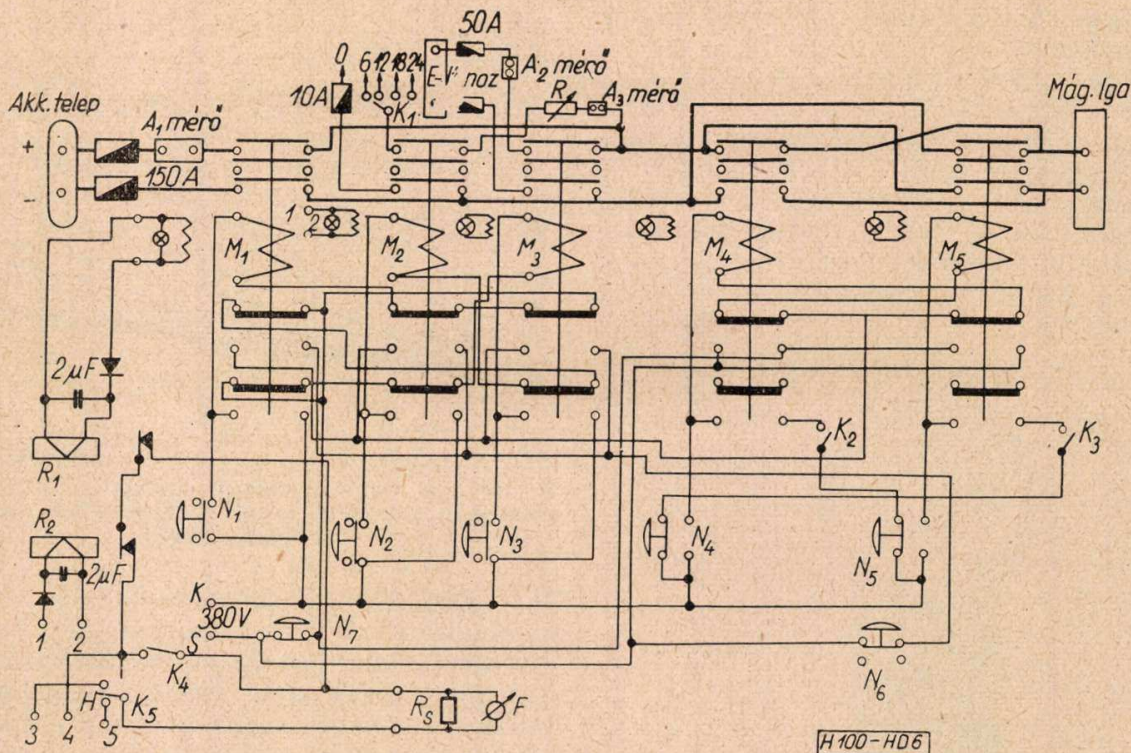 50A
0 6 12 18 24 A2 mérő
10A K1 R A3 mérő
Akk. telep A1 mérő Mág. Iga
+
-
150A
1
2
M1 M2 M3 M4 M5
2µF
K2 K3
R1
N1 N2 N3 N4 N5
R2
2µF
K
380V
1 2 S N7
N6
K4
H K5 RS F
3 4 5
H100-HD6